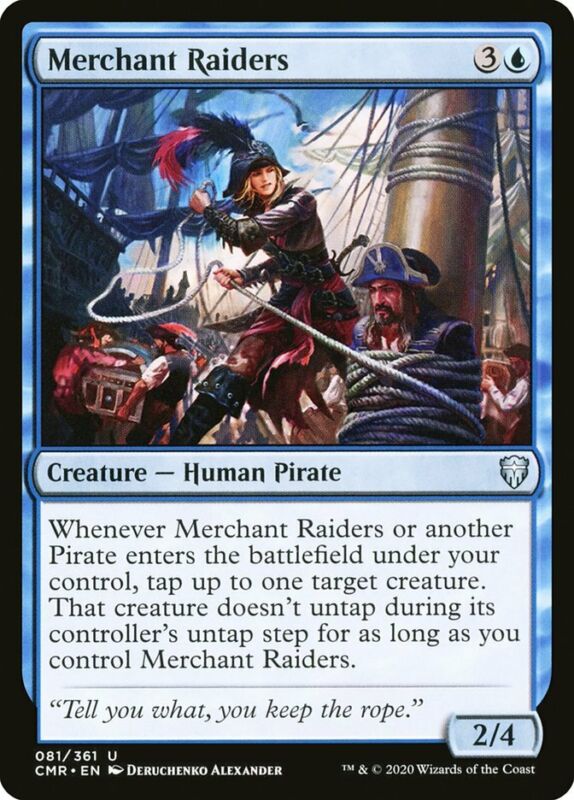 Merchant Raiders 3
Creature — Human Pirate
Whenever Merchant Raiders or another
Pirate enters the battlefield under your
control, tap up to one target creature.
That creature doesn't untap during its
controller's untap step for as long as you
control Merchant Raiders.
“Tell you what, you keep the rope.”
2/4
081/361 U
CMR • EN Deruchenko Alexander
™ & © 2020 Wizards of the Coast